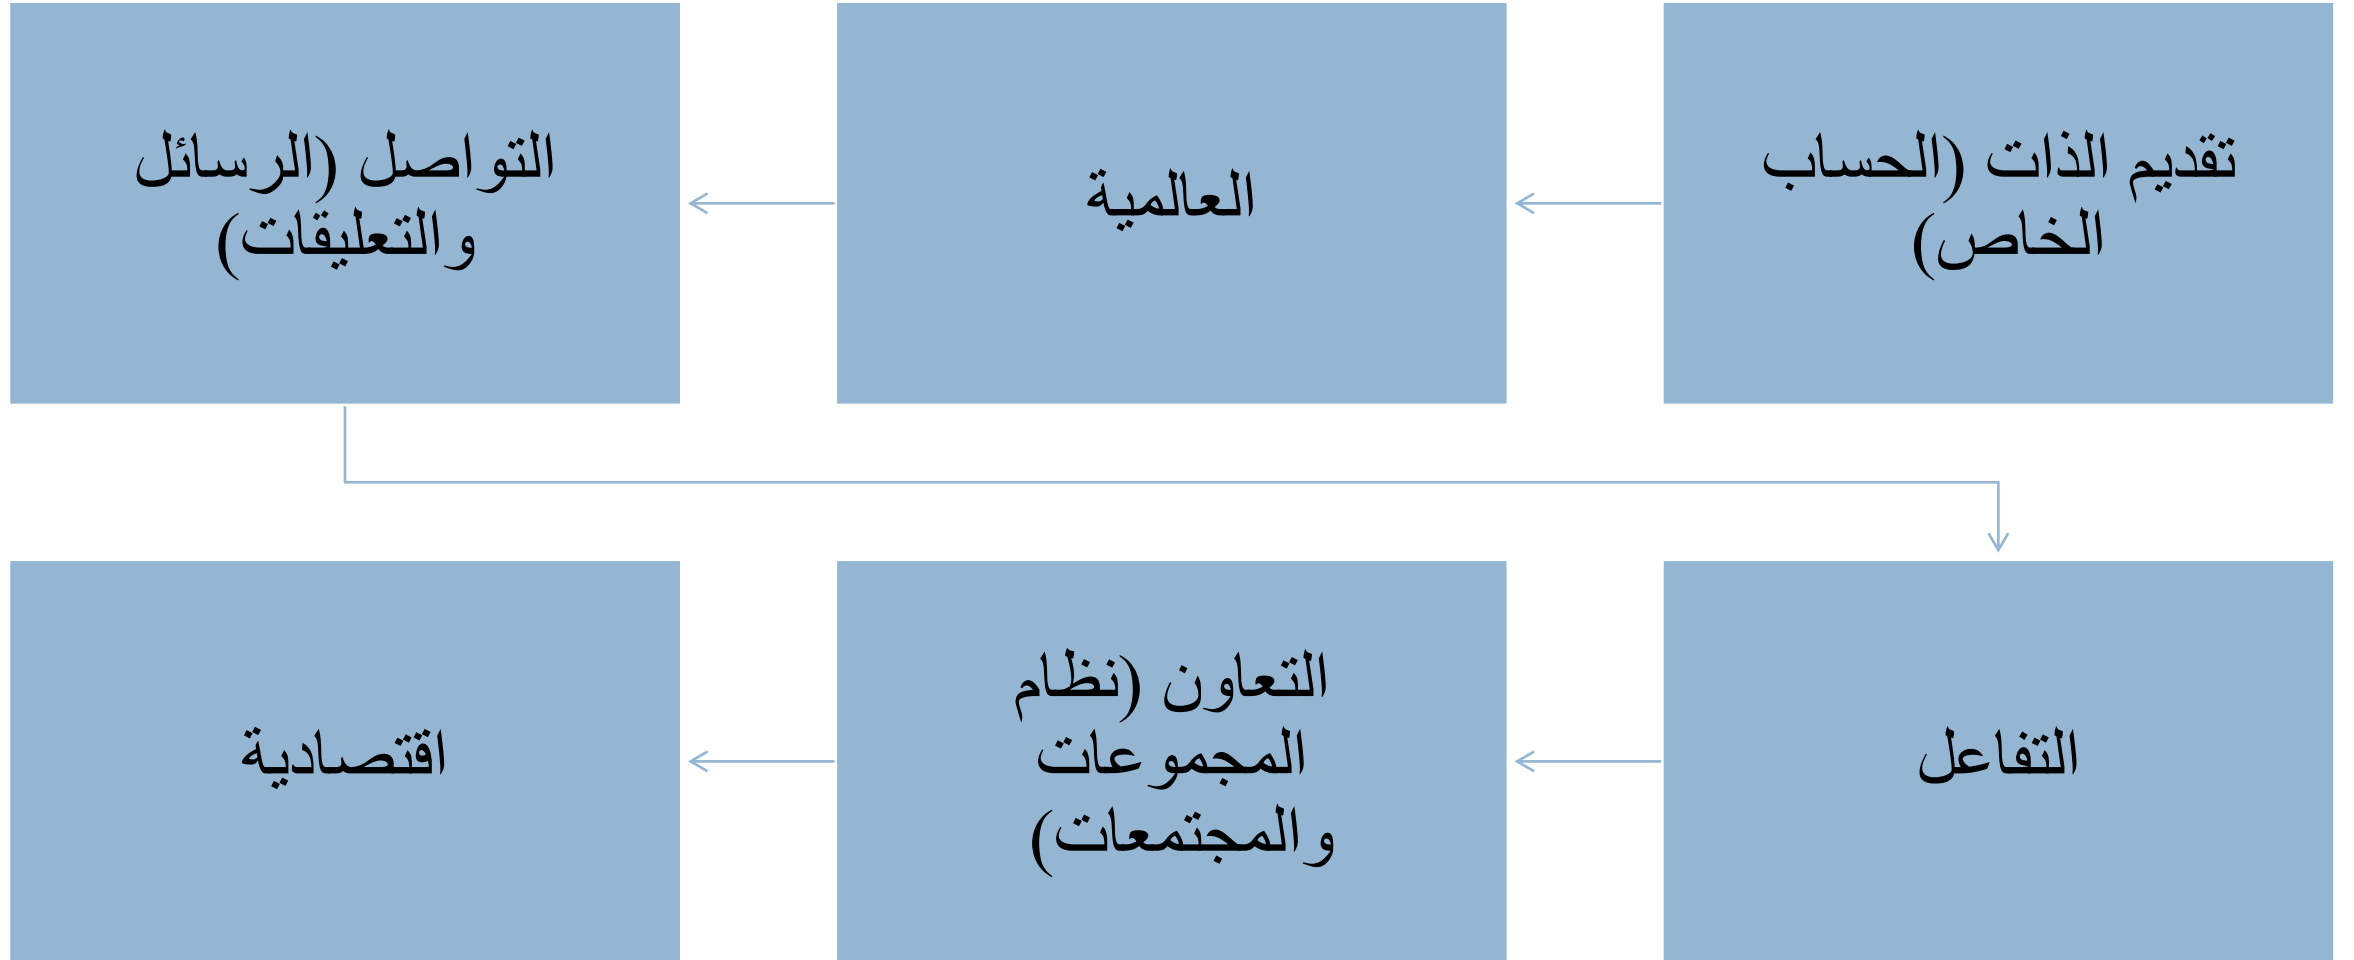 تقديم الذات (الحساب
الخاص)
العالمية
التواصل (الرسائل
والتعليقات)
التفاعل
التعاون (نظام
المجموعات
والمجتمعات)
اقتصادية